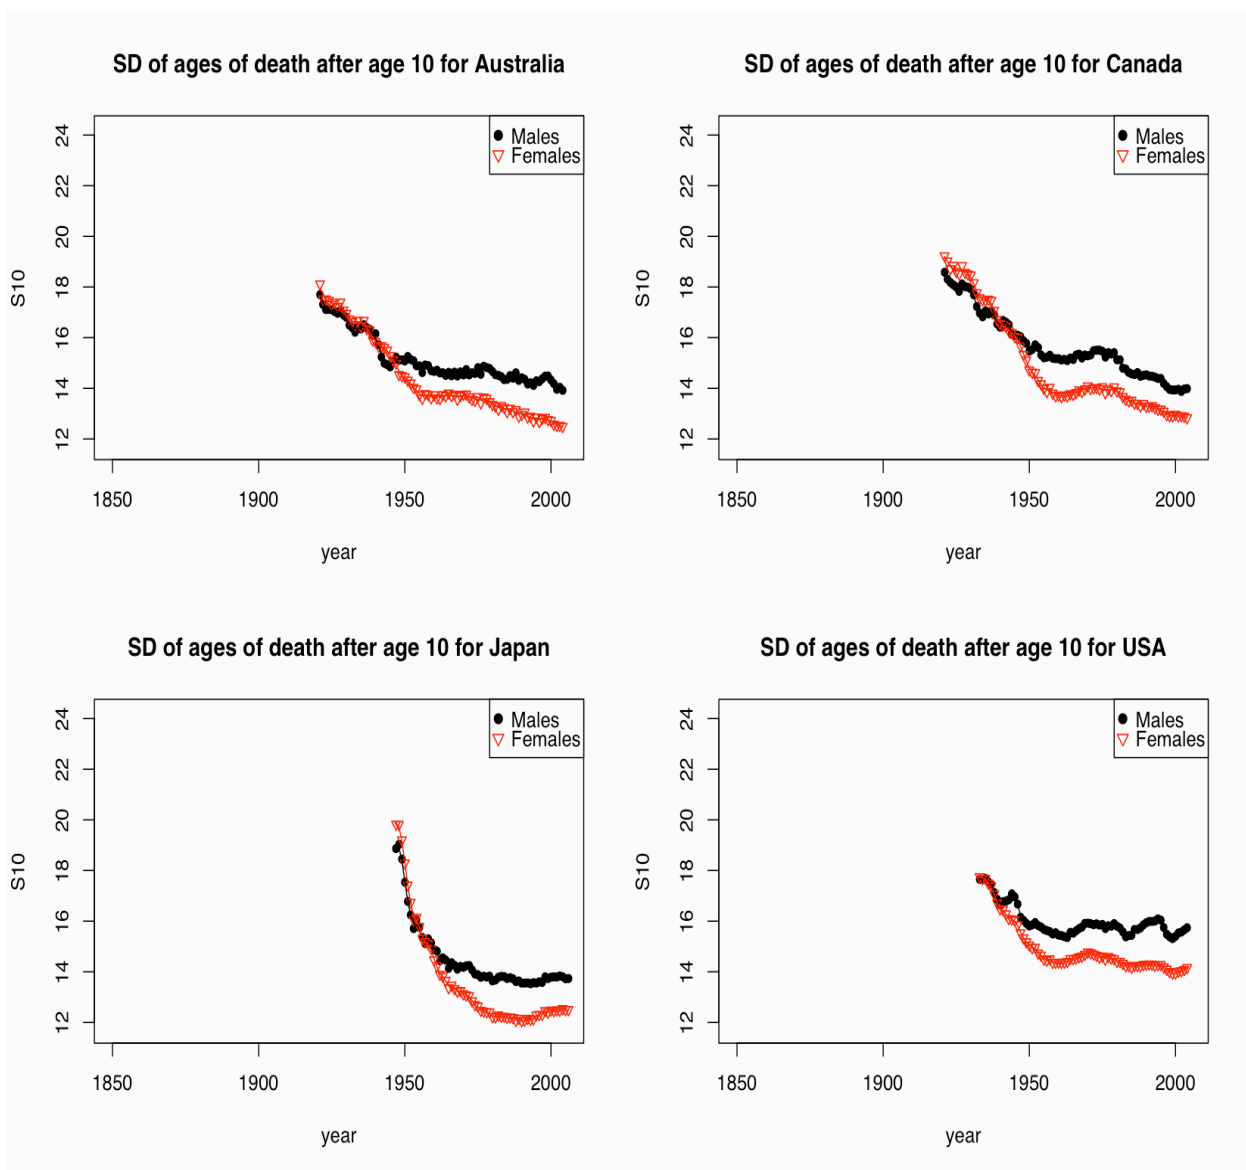 SD of ages of death after age 10 for Australia
S10
24
22
20
18
16
14
12
Males
Females
1850 1900 1950 2000
year
SD of ages of death after age 10 for Canada
S10
24
22
20
18
16
14
12
Males
Females
1850 1900 1950 2000
year
SD of ages of death after age 10 for Japan
S10
24
22
20
18
16
14
12
Males
Females
1850 1900 1950 2000
year
SD of ages of death after age 10 for USA
S10
24
22
20
18
16
14
12
Males
Females
1850 1900 1950 2000
year